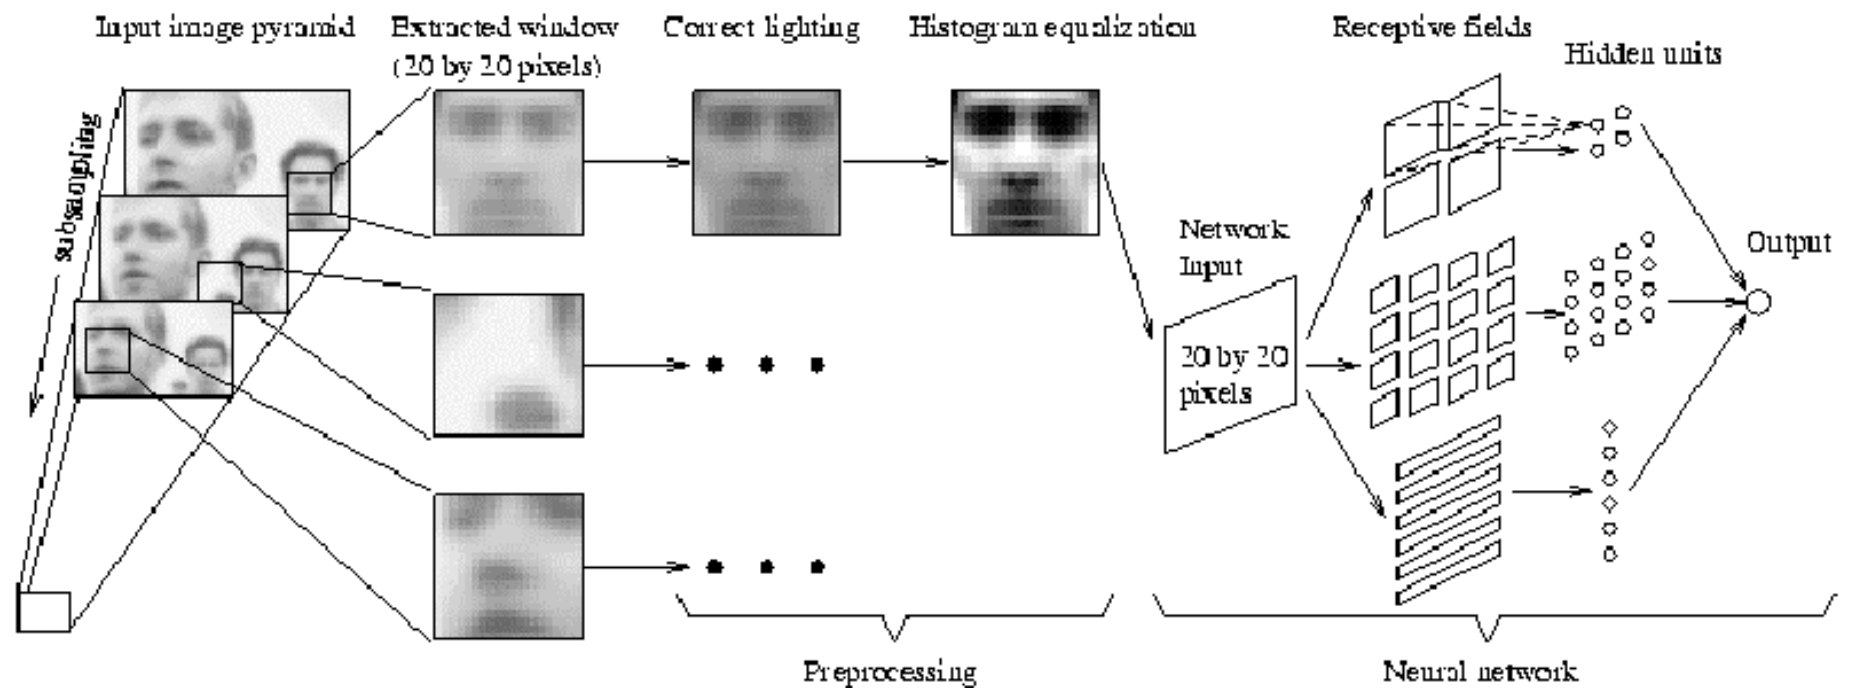 Input image pyramid
Extracted window
(20 by 20 pixels)
Correct lighting
Histogram equalization
Receptive fields
Hidden units
subsampling
Network
Input
20 by 20
pixels
Output
Preprocessing
Neural network